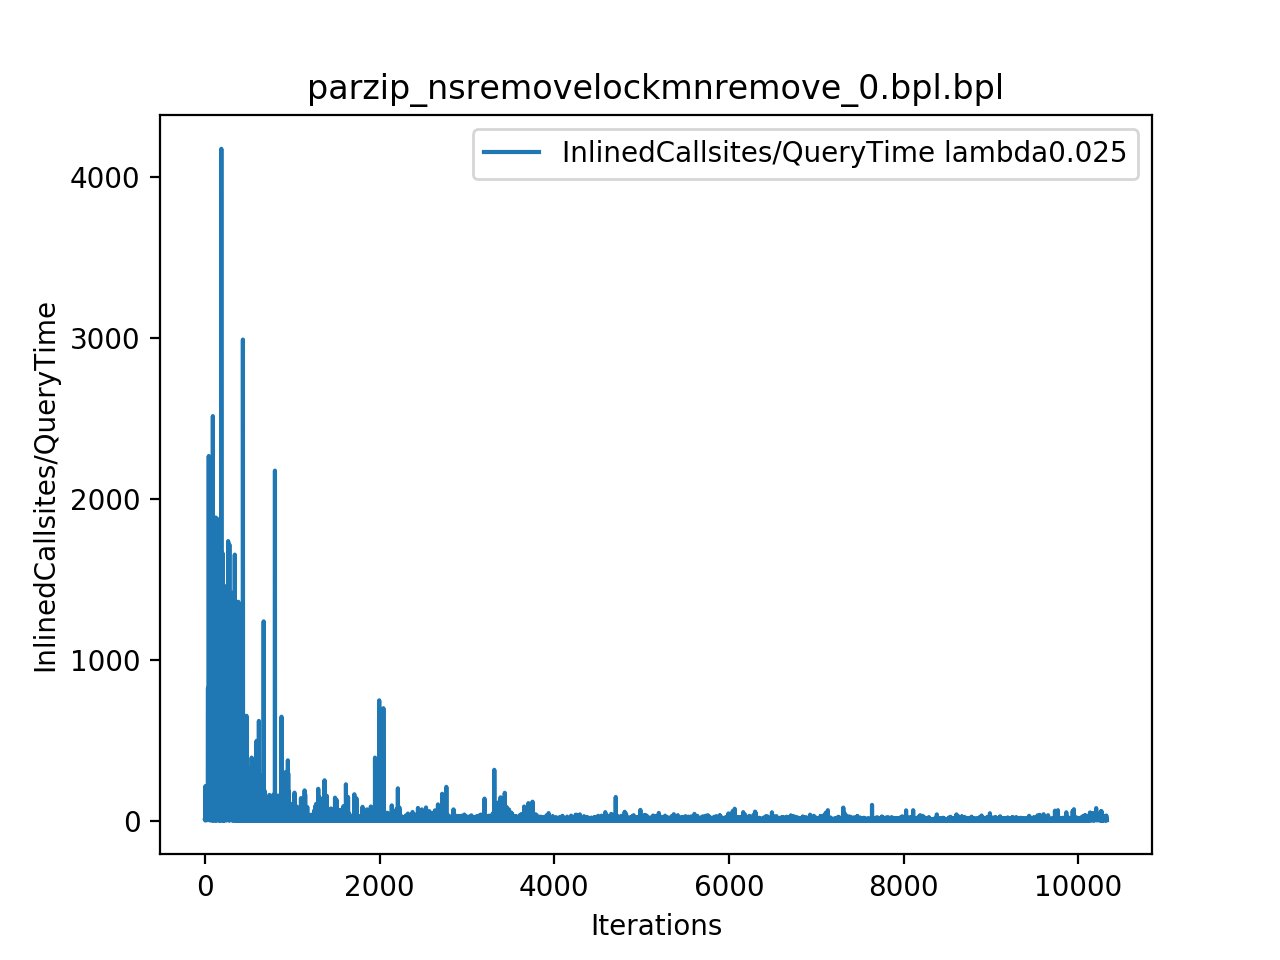 parzip_nsremovelockmnremove_0.bpl.bpl
InlinedCallsites/QueryTime lambda0.025
InlinedCallsites/QueryTime
4000
3000
2000
1000
0
0 2000 4000 6000 8000 10000
Iterations